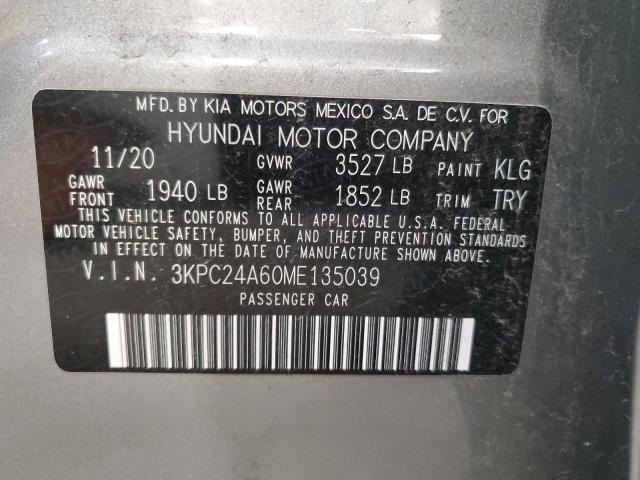 MFD. BY KIA MOTORS MEXICO S.A. DE C.V. FOR
HYUNDAI MOTOR COMPANY
11/20 GVWR 3527 LB PAINT KLG
GAWR FRONT 1940 LB GAWR REAR 1852 LB TRIM TRY
THIS VEHICLE CONFORMS TO ALL APPLICABLE U.S.A. FEDERAL
MOTOR VEHICLE SAFETY, BUMPER, AND THEFT PREVENTION STANDARDS
IN EFFECT ON THE DATE OF MANUFACTURE SHOWN ABOVE.
V.I.N. 3KPC24A60ME135039
PASSENGER CAR